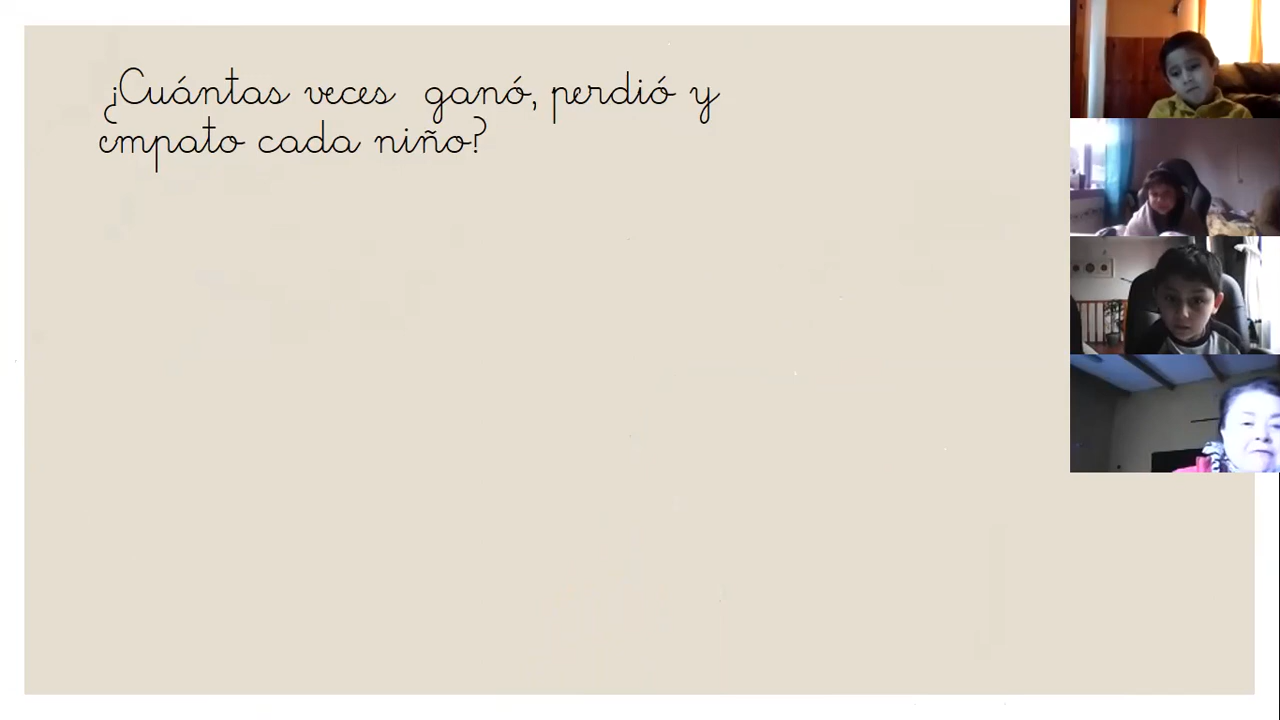 ¿Cuántas veces ganó, perdió y
empato cada niño?